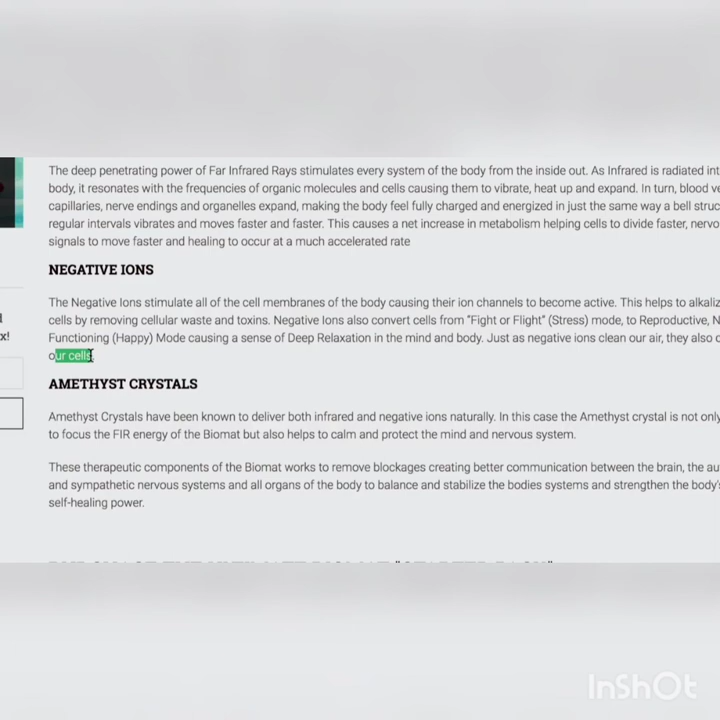 The deep penetrating power of Far Infrared Rays stimulates every system of the body from the inside out. As Infrared is radiated
body, it resonates with the frequencies of organic molecules and cells causing them to vibrate, heat up and expand. In turn, blood
capillaries, nerve endings and organelles expand, making the body feel fully charged and energized in just the same way a bell
regular intervals vibrates and moves faster and faster. This causes a net increase in metabolism helping cells to divide faster,
signals to move faster and healing to occur at a much accelerated rate
NEGATIVE IONS
The Negative Ions stimulate all of the cell membranes of the body causing their ion channels to become active. This helps to
x!
cells by removing cellular waste and toxins. Negative Ions also convert cells from "Fight or Flight" (Stress) mode, to Reproductive,
Functioning (Happy) Mode causing a sense of Deep Relaxation in the mind and body. Just as negative ions clean our air, they also
our cells.
AMETHYST CRYSTALS
Amethyst Crystals have been known to deliver both infrared and negative ions naturally. In this case the Amethyst crystal is not only
to focus the FIR energy of the Biomat but also helps to calm and protect the mind and nervous system.
These therapeutic components of the Biomat works to remove blockages creating better communication between the brain, the
and sympathetic nervous systems and all organs of the body to balance and stabilize the bodies systems and strengthen the body's
self-healing power.
InShOt